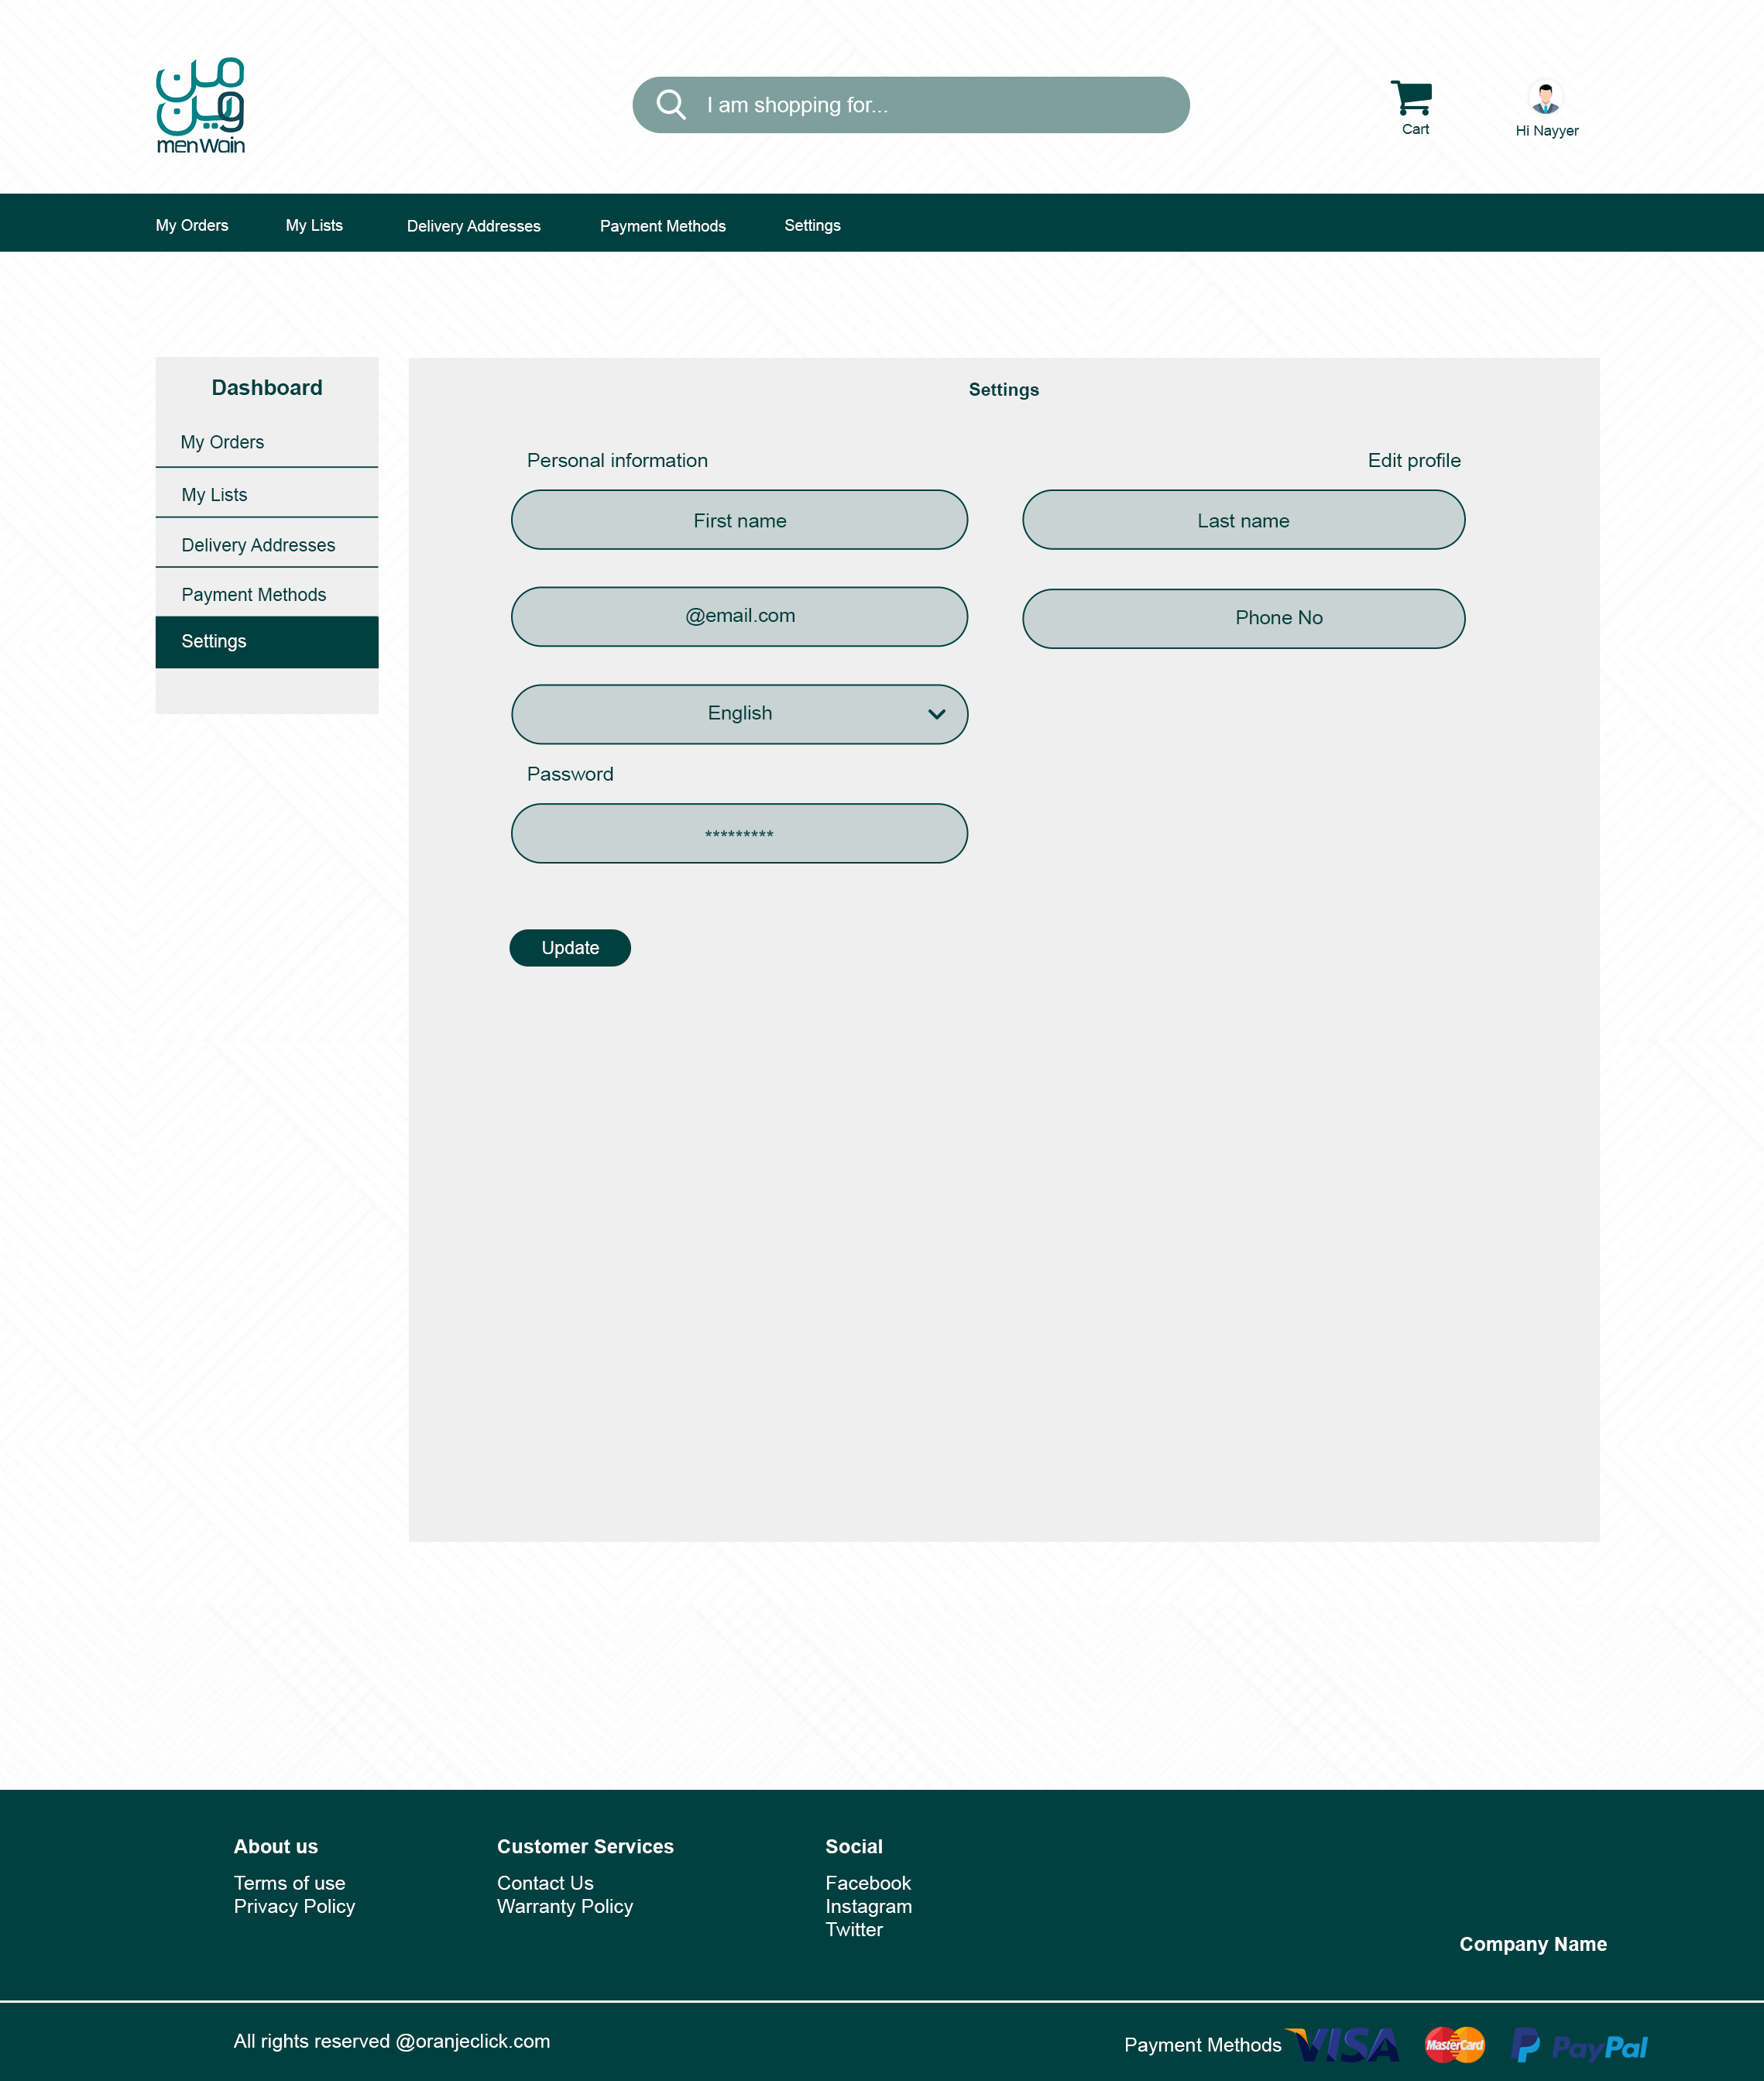 من
وين
menWain
I am shopping for...
Cart
Hi Nayyer
My Orders
My Lists
Delivery Addresses
Payment Methods
Settings
Dashboard
My Orders
My Lists
Delivery Addresses
Payment Methods
Settings
Settings
Personal information
Edit profile
First name
Last name
@email.com
Phone No
English
Password
*********
Update
About us
Terms of use
Privacy Policy
Customer Services
Contact Us
Warranty Policy
Social
Facebook
Instagram
Twitter
Company Name
All rights reserved @oranjeclick.com
Payment Methods
VISA
MasterCard
PayPal